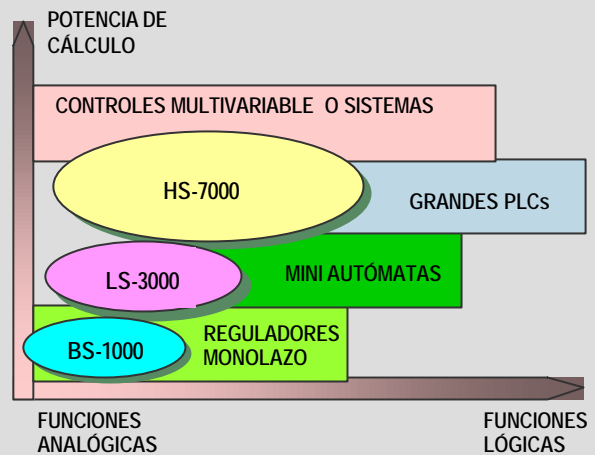 POTENCIA DE
CÁLCULO
CONTROLES MULTIVARIABLE O SISTEMAS
HS-7000
GRANDES PLCs
LS-3000
MINI AUTÓMATAS
BS-1000
REGULADORES
MONOLAZO
FUNCIONES
ANALÓGICAS
FUNCIONES
LÓGICAS